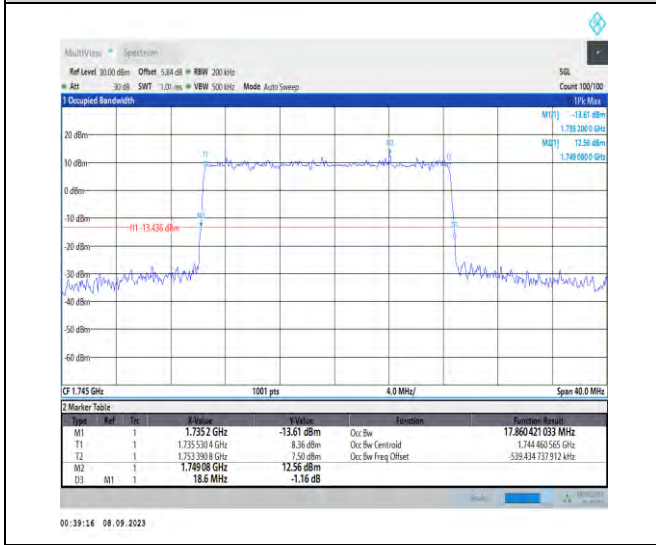 MultiView Spectrum
Ref Level 30.00 dBm Offset 5.84 dB RBW 200 kHz SGL
Att 30 dB SWT 1.01 ms VBW 500 kHz Mode Auto Sweep Count 100/100
1 Occupied Bandwidth 1Pk Max
M1[1] -13.61 dBm
1.735 200 0 GHz
M2[1] 12.56 dBm
1.749 080 0 GHz
20 dBm
M2
T1
10 dBm
0 dBm
M1
-10 dBm
H1 -13.436 dBm
D3
-20 dBm
-30 dBm
-40 dBm
-50 dBm
-60 dBm
CF 1.745 GHz 1001 pts 4.0 MHz/ Span 40.0 MHz
2 Marker Table
Type Ref Trc X-Value Y-Value Function Function Result
M1 1 1.735 2 GHz -13.61 dBm Occ Bw 17.860 421 033 MHz
T1 1 1.735 530 4 GHz 8.36 dBm Occ Bw Centroid 1.744 460 565 GHz
T2 1 1.753 390 8 GHz 7.50 dBm Occ Bw Freq Offset -539.434 737 912 kHz
M2 1 1.749 08 GHz 12.56 dBm
D3 M1 1 18.6 MHz -1.16 dB
00:39:16 08.09.2023